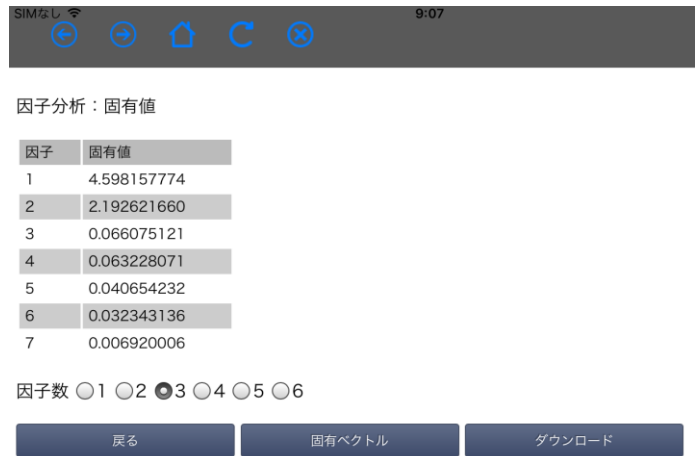 SIMなし 9:07
因子分析：固有値
因子 固有値
1 4.598157774
2 2.192621660
3 0.066075121
4 0.063228071
5 0.040654232
6 0.032343136
7 0.006920006
因子数 1 2 3 4 5 6
戻る 固有ベクトル ダウンロード